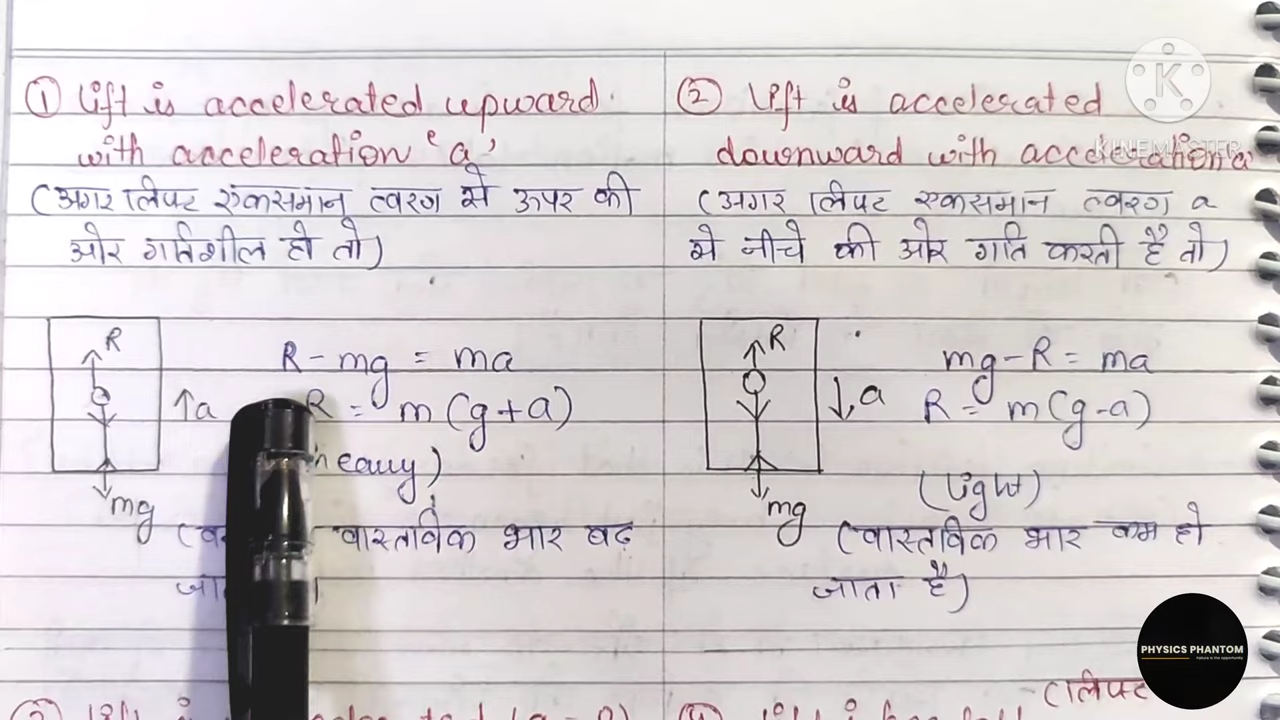 ① Lift is accelerated upward
with acceleration 'a'
(अगर लिफ्ट एकसमान त्वरण से ऊपर की
ओर गतिशील हो तो)
R
↑a
mg
R - mg = ma
R = m(g+a)
heavy)
वास्तविक भार बढ़
② Lift is accelerated
downward with acceleration a
(अगर लिफ्ट एकसमान त्वरण a
से नीचे की ओर गति करती है तो)
R
↓a
mg
mg - R = ma
R = m(g-a)
(light)
(वास्तविक भार कम हो
जाता है)
(लिफ्ट
K
KINEMASTER
PHYSICS PHANTOM